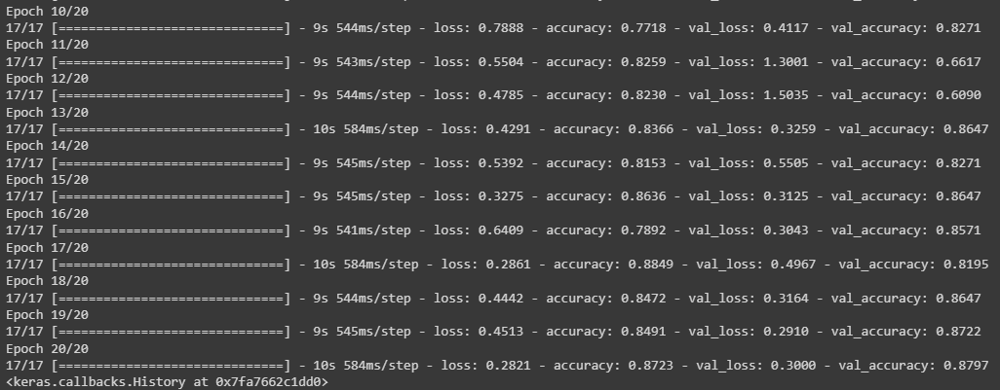 Epoch 10/20
17/17 [==============================] - 9s 544ms/step - loss: 0.7888 - accuracy: 0.7718 - val_loss: 0.4117 - val_accuracy: 0.8271
Epoch 11/20
17/17 [==============================] - 9s 543ms/step - loss: 0.5504 - accuracy: 0.8259 - val_loss: 1.3001 - val_accuracy: 0.6617
Epoch 12/20
17/17 [==============================] - 9s 544ms/step - loss: 0.4785 - accuracy: 0.8230 - val_loss: 1.5035 - val_accuracy: 0.6090
Epoch 13/20
17/17 [==============================] - 10s 584ms/step - loss: 0.4291 - accuracy: 0.8366 - val_loss: 0.3259 - val_accuracy: 0.8647
Epoch 14/20
17/17 [==============================] - 9s 545ms/step - loss: 0.5392 - accuracy: 0.8153 - val_loss: 0.5505 - val_accuracy: 0.8271
Epoch 15/20
17/17 [==============================] - 9s 545ms/step - loss: 0.3275 - accuracy: 0.8636 - val_loss: 0.3125 - val_accuracy: 0.8647
Epoch 16/20
17/17 [==============================] - 9s 541ms/step - loss: 0.6409 - accuracy: 0.7892 - val_loss: 0.3043 - val_accuracy: 0.8571
Epoch 17/20
17/17 [==============================] - 10s 584ms/step - loss: 0.2861 - accuracy: 0.8849 - val_loss: 0.4967 - val_accuracy: 0.8195
Epoch 18/20
17/17 [==============================] - 9s 544ms/step - loss: 0.4442 - accuracy: 0.8472 - val_loss: 0.3164 - val_accuracy: 0.8647
Epoch 19/20
17/17 [==============================] - 9s 545ms/step - loss: 0.4513 - accuracy: 0.8491 - val_loss: 0.2910 - val_accuracy: 0.8722
Epoch 20/20
17/17 [==============================] - 10s 584ms/step - loss: 0.2821 - accuracy: 0.8723 - val_loss: 0.3000 - val_accuracy: 0.8797
<keras.callbacks.History at 0x7fa7662c1dd0>